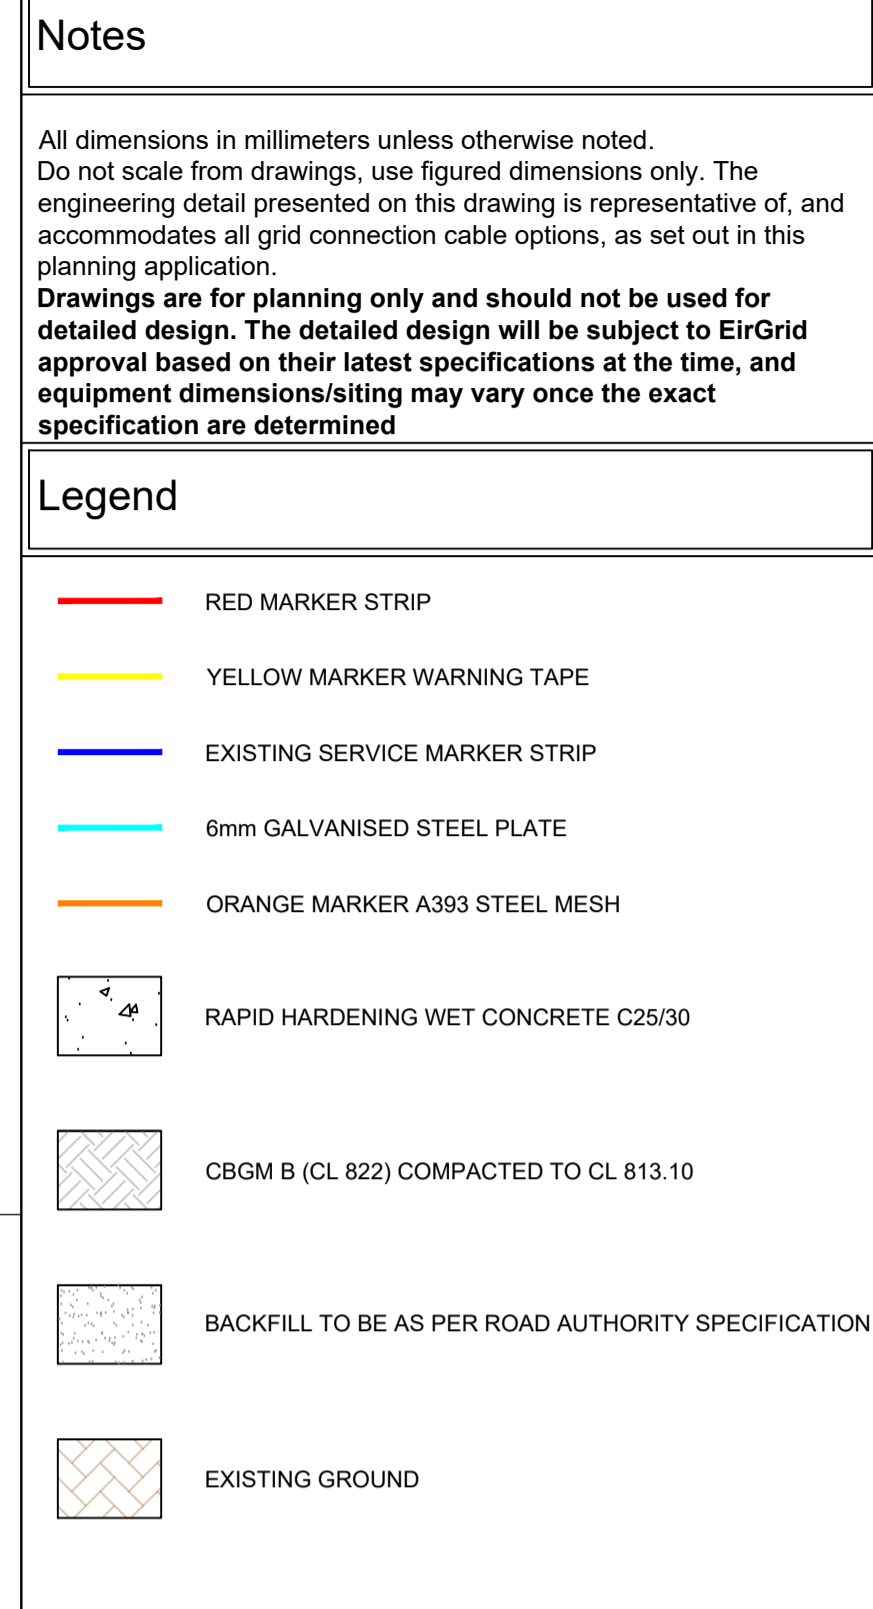 Notes
All dimensions in millimeters unless otherwise noted.
Do not scale from drawings, use figured dimensions only. The
engineering detail presented on this drawing is representative of, and
accommodates all grid connection cable options, as set out in this
planning application.
Drawings are for planning only and should not be used for
detailed design. The detailed design will be subject to EirGrid
approval based on their latest specifications at the time, and
equipment dimensions/siting may vary once the exact
specification are determined
Legend
RED MARKER STRIP
YELLOW MARKER WARNING TAPE
EXISTING SERVICE MARKER STRIP
6mm GALVANISED STEEL PLATE
ORANGE MARKER A393 STEEL MESH
RAPID HARDENING WET CONCRETE C25/30
CBGM B (CL 822) COMPACTED TO CL 813.10
BACKFILL TO BE AS PER ROAD AUTHORITY SPECIFICATION
EXISTING GROUND